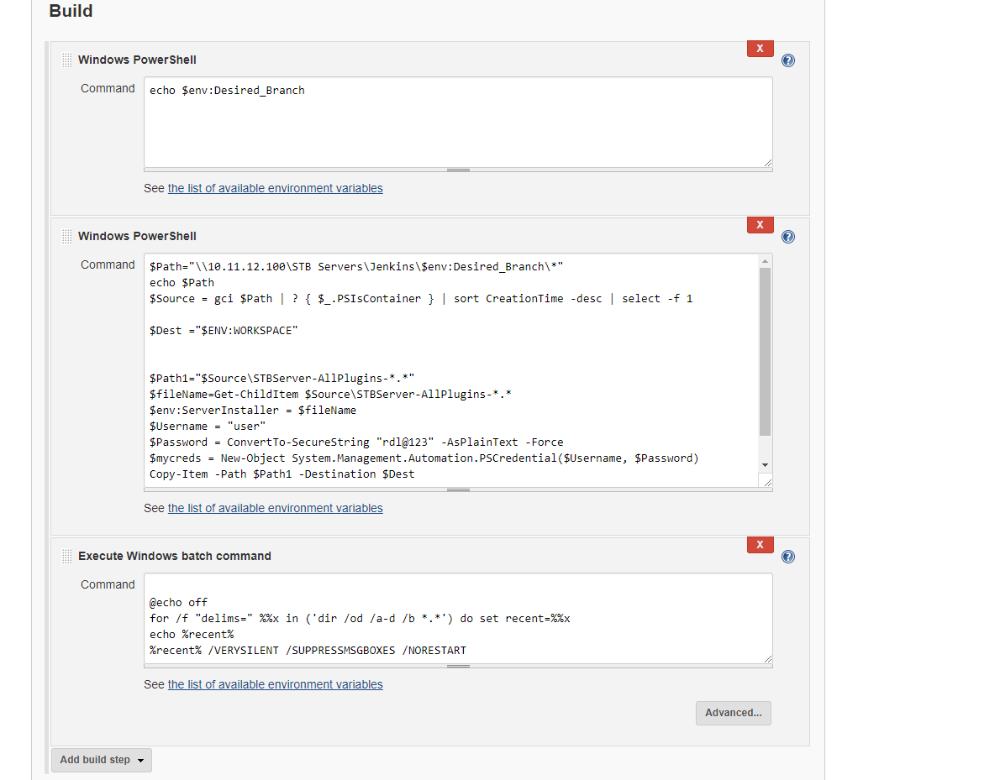 Build
X
Windows PowerShell
Command
echo $env:Desired_Branch
See the list of available environment variables
X
Windows PowerShell
Command
$Path="\\10.11.12.100\STB Servers\Jenkins\$env:Desired_Branch\*"
echo $Path
$Source = gci $Path | ? { $_.PSIsContainer } | sort CreationTime -desc | select -f 1
$Dest ="$ENV:WORKSPACE"
$Path1="$Source\STBServer-AllPlugins-*.*"
$fileName=Get-ChildItem $Source\STBServer-AllPlugins-*.*
$env:ServerInstaller = $fileName
$Username = "user"
$Password = ConvertTo-SecureString "rdl@123" -AsPlainText -Force
$mycreds = New-Object System.Management.Automation.PSCredential($Username, $Password)
Copy-Item -Path $Path1 -Destination $Dest
See the list of available environment variables
X
Execute Windows batch command
Command
@echo off
for /f "delims=" %%x in ('dir /od /a-d /b *.*') do set recent=%%x
echo %recent%
%recent% /VERYSILENT /SUPPRESSMSGBOXES /NORESTART
See the list of available environment variables
Advanced...
Add build step